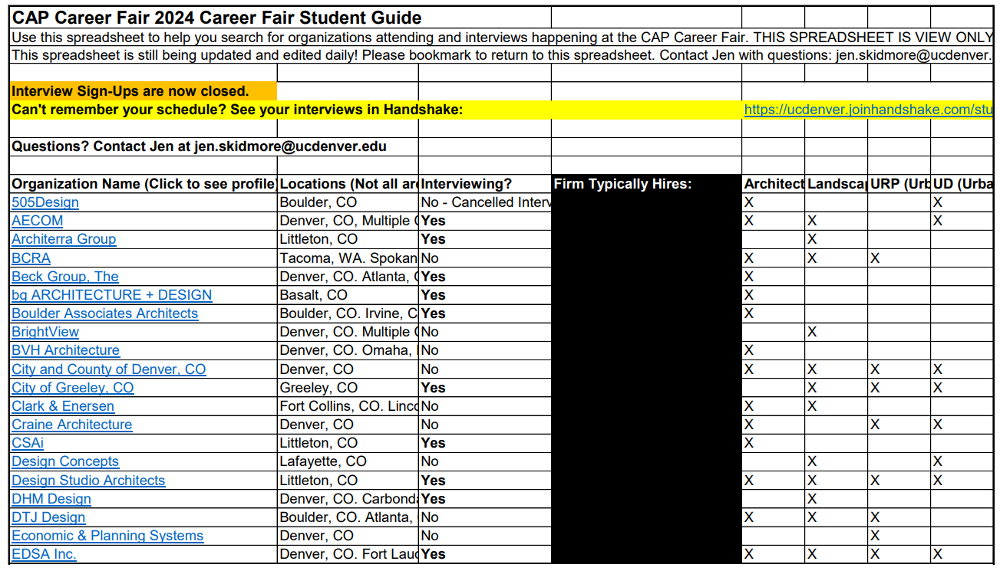 CAP Career Fair 2024 Career Fair Student Guide
Use this spreadsheet to help you search for organizations attending and interviews happening at the CAP Career Fair. THIS SPREADSHEET IS VIEW ONLY
This spreadsheet is still being updated and edited daily! Please bookmark to return to this spreadsheet. Contact Jen with questions: jen.skidmore@ucdenver.
Interview Sign-Ups are now closed.
Can't remember your schedule? See your interviews in Handshake: https://ucdenver.joinhandshake.com/stu
Questions? Contact Jen at jen.skidmore@ucdenver.edu
Organization Name (Click to see profile) Locations (Not all are Interviewing? Firm Typically Hires: Architect Landscap URP (Urb UD (Urba
505Design Boulder, CO No - Cancelled Interv X X
AECOM Denver, CO, Multiple Yes X X X
Architerra Group Littleton, CO Yes X
BCRA Tacoma, WA. Spokan No X X X
Beck Group, The Denver, CO. Atlanta, Yes X
bg ARCHITECTURE + DESIGN Basalt, CO Yes X
Boulder Associates Architects Boulder, CO. Irvine, C Yes X
BrightView Denver, CO. Multiple No X
BVH Architecture Denver, CO. Omaha, No X
City and County of Denver, CO Denver, CO No X X X X
City of Greeley, CO Greeley, CO Yes X X X
Clark & Enersen Fort Collins, CO. Linco No X X
Craine Architecture Denver, CO No X X X
CSAi Littleton, CO Yes X
Design Concepts Lafayette, CO No X X
Design Studio Architects Littleton, CO Yes X X X X
DHM Design Denver, CO. Carbonda Yes X
DTJ Design Boulder, CO. Atlanta, No X X X
Economic & Planning Systems Denver, CO No X
EDSA Inc. Denver, CO. Fort Laud Yes X X X X